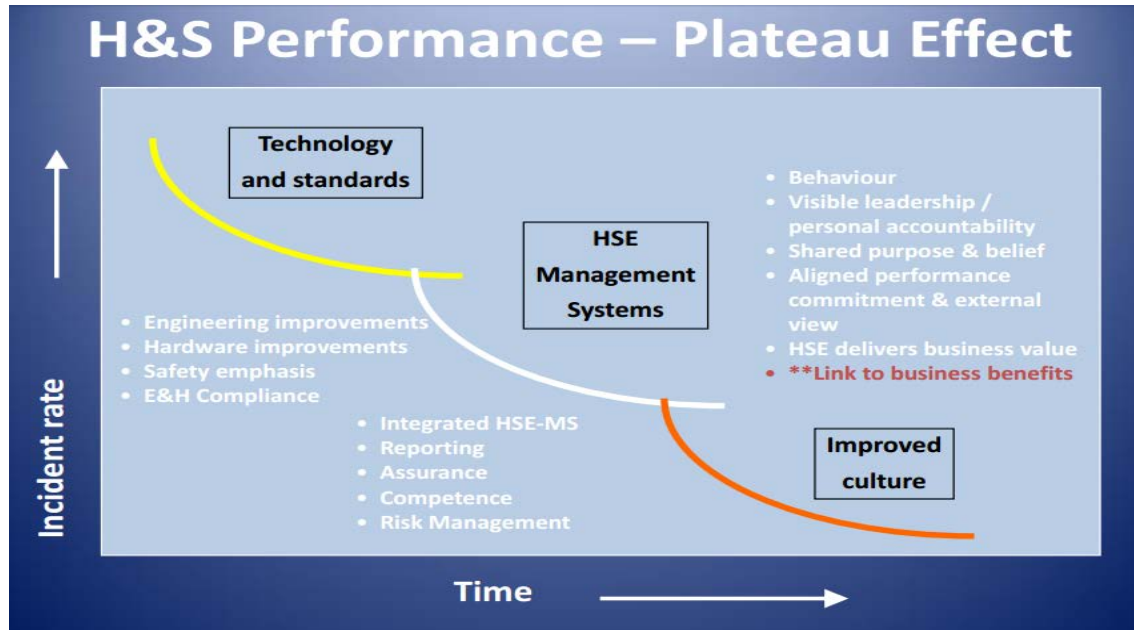 H&S Performance – Plateau Effect
Technology
and standards
• Engineering improvements
• Hardware improvements
• Safety emphasis
• E&H Compliance
HSE
Management
Systems
• Integrated HSE-MS
• Reporting
• Assurance
• Competence
• Risk Management
• Behaviour
• Visible leadership /
personal accountability
• Shared purpose & belief
• Aligned performance
commitment & external
view
• HSE delivers business value
• **Link to business benefits
Improved
culture
Incident rate
Time